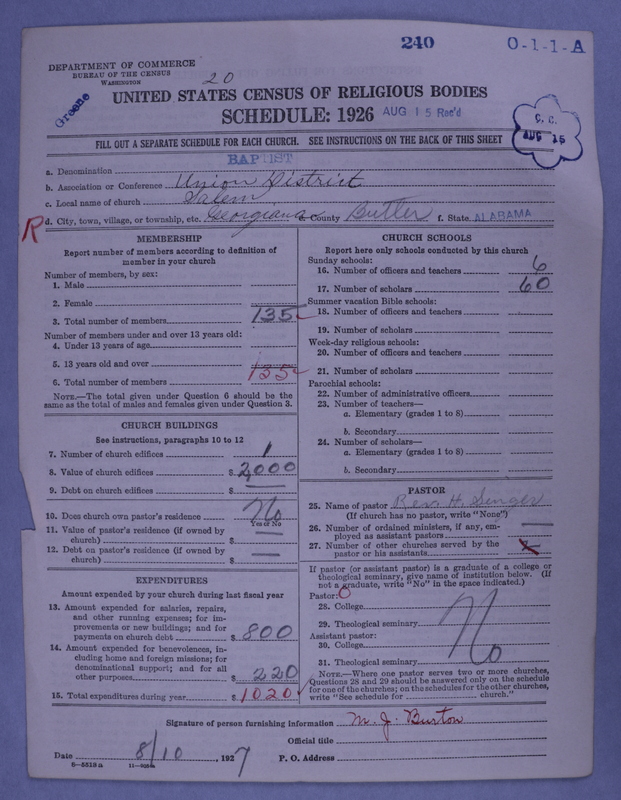 240 O-1-1-A
DEPARTMENT OF COMMERCE
BUREAU OF THE CENSUS
WASHINGTON
20
Greene
UNITED STATES CENSUS OF RELIGIOUS BODIES
SCHEDULE: 1926 AUG 15 Rec'd
C. C.
AUG 15
FILL OUT A SEPARATE SCHEDULE FOR EACH CHURCH. SEE INSTRUCTIONS ON THE BACK OF THIS SHEET
a. Denomination BAPTIST
b. Association or Conference Union District
c. Local name of church Salem
R d. City, town, village, or township, etc. Georgiana County Butler f. State ALABAMA
MEMBERSHIP
Report number of members according to definition of
member in your church
Number of members, by sex:
1. Male
2. Female
3. Total number of members 135
Number of members under and over 13 years old:
4. Under 13 years of age
5. 13 years old and over
6. Total number of members 135
NOTE.—The total given under Question 6 should be the
same as the total of males and females given under Question 3.
CHURCH BUILDINGS
See instructions, paragraphs 10 to 12
7. Number of church edifices 1
8. Value of church edifices $ 2,000
9. Debt on church edifices $ —
10. Does church own pastor's residence No
Yes or No
11. Value of pastor's residence (if owned by
church) $ —
12. Debt on pastor's residence (if owned by
church) $ —
EXPENDITURES
Amount expended by your church during last fiscal year
13. Amount expended for salaries, repairs,
and other running expenses; for im-
provements or new buildings; and for
payments on church debt $ 800
14. Amount expended for benevolences, in-
cluding home and foreign missions; for
denominational support; and for all
other purposes $ 220
15. Total expenditures during year $ 1020
CHURCH SCHOOLS
Report here only schools conducted by this church
Sunday schools:
16. Number of officers and teachers 6
17. Number of scholars 60
Summer vacation Bible schools:
18. Number of officers and teachers
19. Number of scholars
Week-day religious schools:
20. Number of officers and teachers
21. Number of scholars
Parochial schools:
22. Number of administrative officers
23. Number of teachers—
a. Elementary (grades 1 to 8)
b. Secondary
24. Number of scholars—
a. Elementary (grades 1 to 8)
b. Secondary
PASTOR
25. Name of pastor Rev. H. Singer
(If church has no pastor, write "None")
26. Number of ordained ministers, if any, em-
ployed as assistant pastors —
27. Number of other churches served by the
pastor or his assistants
If pastor (or assistant pastor) is a graduate of a college or
theological seminary, give name of institution below. (If
not a graduate, write "No" in the space indicated.)
Pastor: O
28. College
29. Theological seminary No
Assistant pastor:
30. College
31. Theological seminary
NOTE.—Where one pastor serves two or more churches,
Questions 28 and 29 should be answered only on the schedule
for one of the churches; on the schedules for the other churches,
write "See schedule for church."
Signature of person furnishing information M. J. Burton
Official title
Date 8/10, 1927 P. O. Address
8-5319a